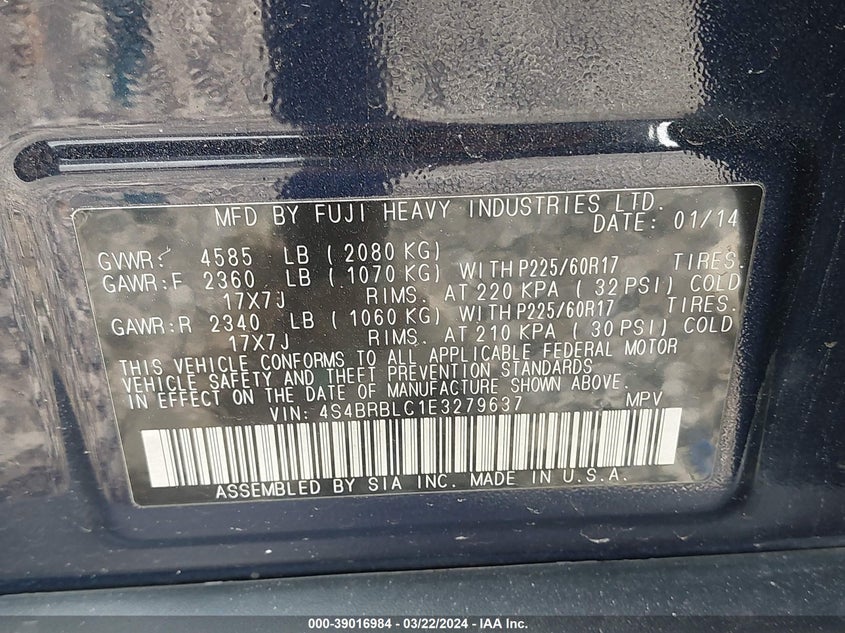 MFD BY FUJI HEAVY INDUSTRIES LTD.
DATE: 01/14
GVWR: 4585 LB ( 2080 KG)
GAWR:F 2360 LB ( 1070 KG) WITH P225/60R17 TIRES.
17X7J RIMS. AT 220 KPA ( 32 PSI) COLD
GAWR:R 2340 LB ( 1060 KG) WITH P225/60R17 TIRES.
17X7J RIMS. AT 210 KPA ( 30 PSI) COLD
THIS VEHICLE CONFORMS TO ALL APPLICABLE FEDERAL MOTOR
VEHICLE SAFETY AND THEFT PREVENTION STANDARDS
IN EFFECT ON THE DATE OF MANUFACTURE SHOWN ABOVE.
VIN: 4S4BRBLC1E3279637 MPV
ASSEMBLED BY SIA INC. MADE IN U.S.A.
000-39016984 - 03/22/2024 - IAA Inc.